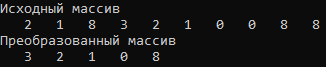 Исходный массив
2 1 8 3 2 1 0 0 8 8
Преобразованный массив
3 2 1 0 8